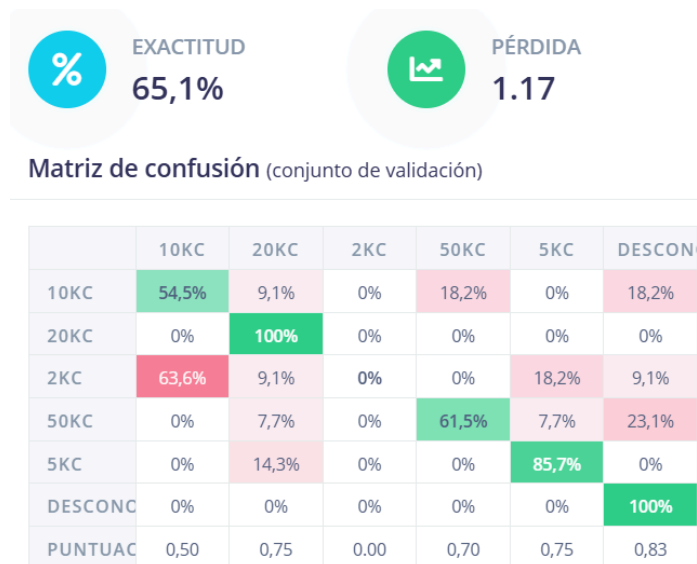 EXACTITUD
65,1%
PÉRDIDA
1.17
Matriz de confusión (conjunto de validación)
10KC 20KC 2KC 50KC 5KC DESCON
10KC 54,5% 9,1% 0% 18,2% 0% 18,2%
20KC 0% 100% 0% 0% 0% 0%
2KC 63,6% 9,1% 0% 0% 18,2% 9,1%
50KC 0% 7,7% 0% 61,5% 7,7% 23,1%
5KC 0% 14,3% 0% 0% 85,7% 0%
DESCONO 0% 0% 0% 0% 0% 100%
PUNTUAC 0,50 0,75 0.00 0,70 0,75 0,83